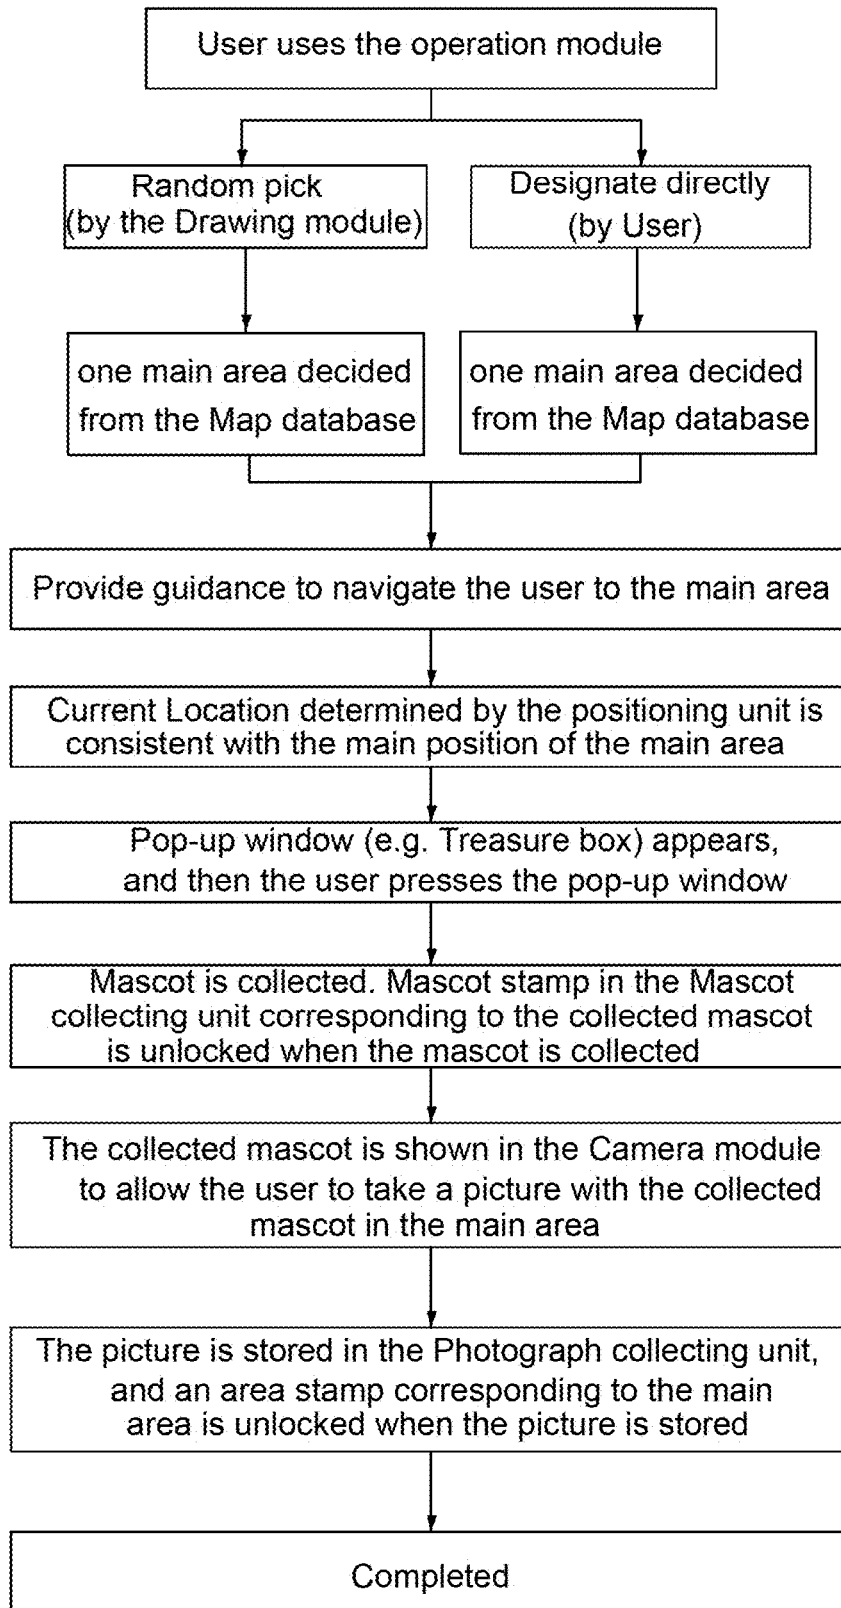 User uses the operation module
Random pick
(by the Drawing module)
Designate directly
(by User)
one main area decided
from the Map database
one main area decided
from the Map database
Provide guidance to navigate the user to the main area
Current Location determined by the positioning unit is
consistent with the main position of the main area
Pop-up window (e.g. Treasure box) appears,
and then the user presses the pop-up window
Mascot is collected. Mascot stamp in the Mascot
collecting unit corresponding to the collected mascot
is unlocked when the mascot is collected
The collected mascot is shown in the Camera module
to allow the user to take a picture with the collected
mascot in the main area
The picture is stored in the Photograph collecting unit,
and an area stamp corresponding to the main
area is unlocked when the picture is stored
Completed